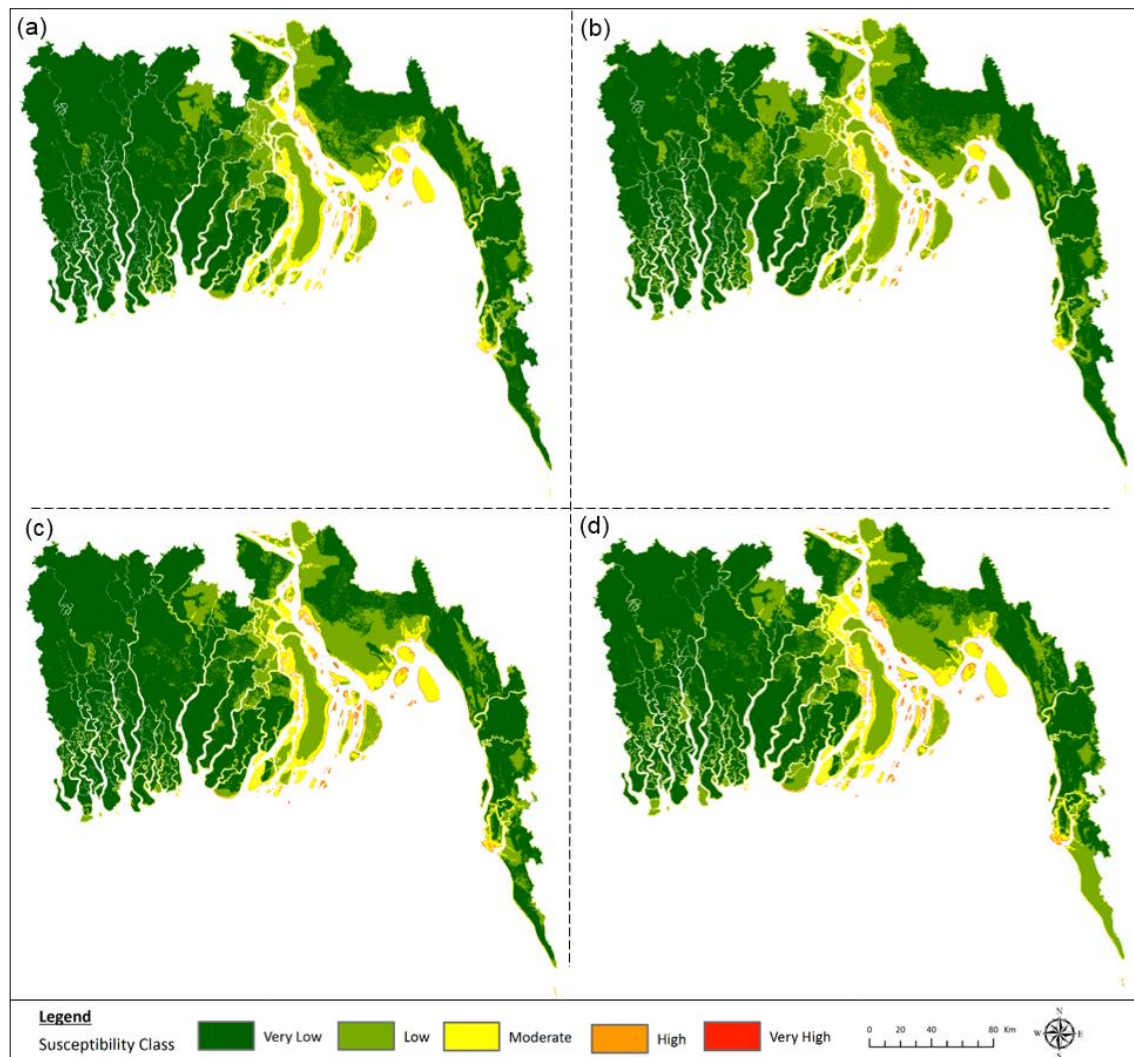 (a)
(b)
(c)
(d)
Legend
Susceptibility Class
Very Low
Low
Moderate
High
Very High
0 20 40 80 Km
N
W
E
S